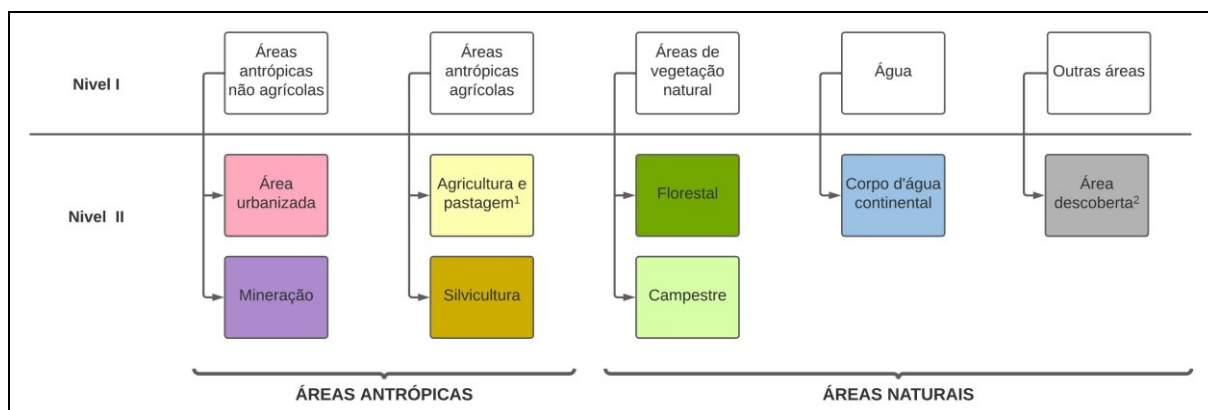 Nivel I
Áreas
antrópicas
não agrícolas
Áreas
antrópicas
agrícolas
Áreas de
vegetação
natural
Água
Outras áreas
Nivel II
Área
urbanizada
Agricultura e
pastagem¹
Florestal
Corpo d'água
continental
Área
descoberta²
Mineração
Silvicultura
Campestre
ÁREAS ANTRÓPICAS
ÁREAS NATURAIS